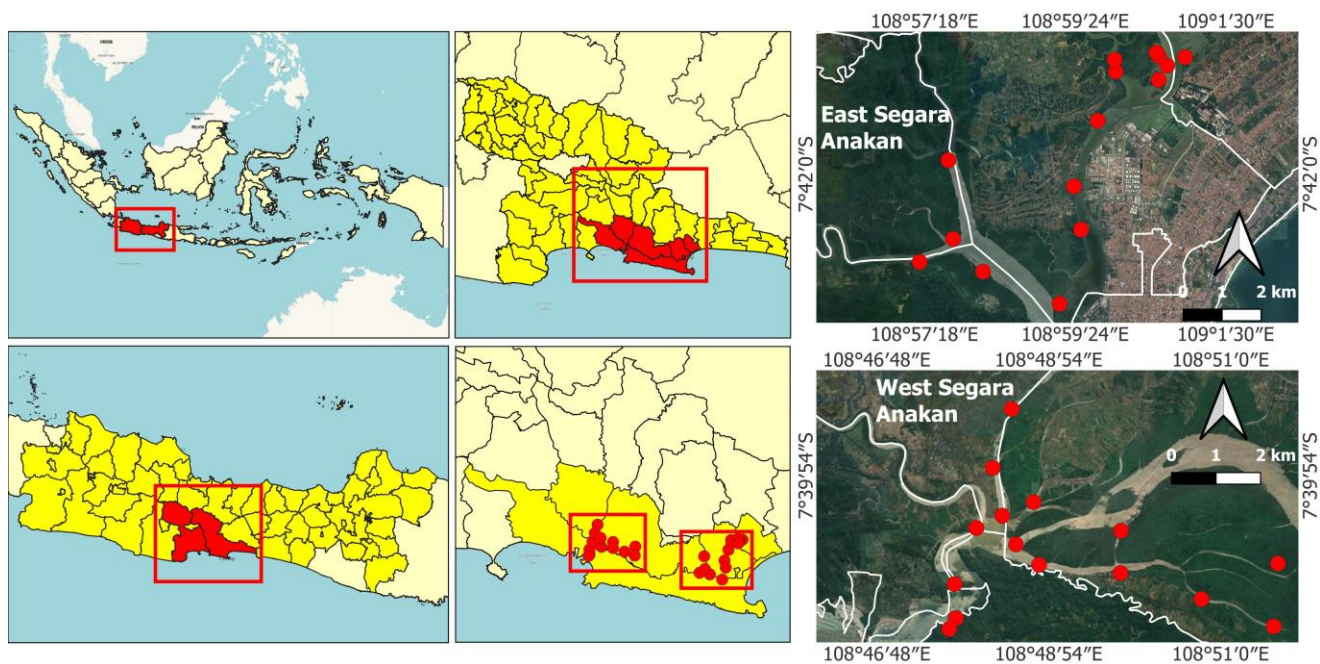 108°57′18″E 108°59′24″E 109°1′30″E
East Segara
Anakan
7°42′0″S
7°42′0″S
0 1 2 km
108°57′18″E 108°59′24″E 109°1′30″E
108°46′48″E 108°48′54″E 108°51′0″E
West Segara
Anakan
7°39′54″S
7°39′54″S
0 1 2 km
108°46′48″E 108°48′54″E 108°51′0″E